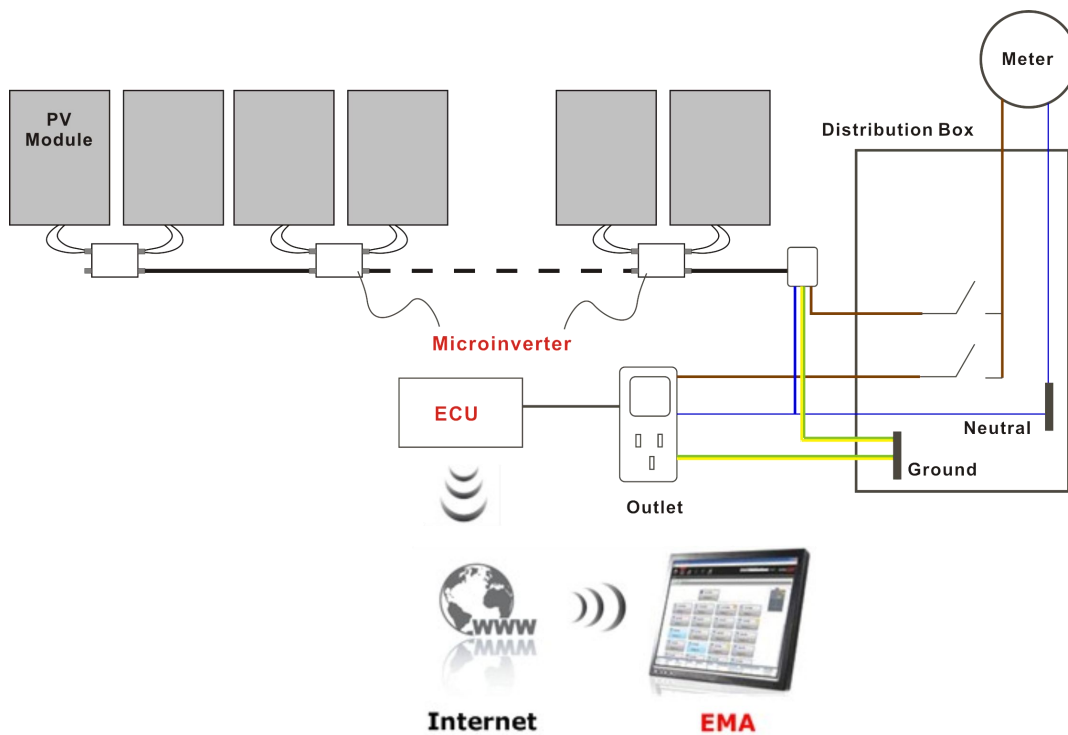 Meter
Distribution Box
PV
Module
Microinverter
ECU
Neutral
Ground
Outlet
WWW
Internet
EMA